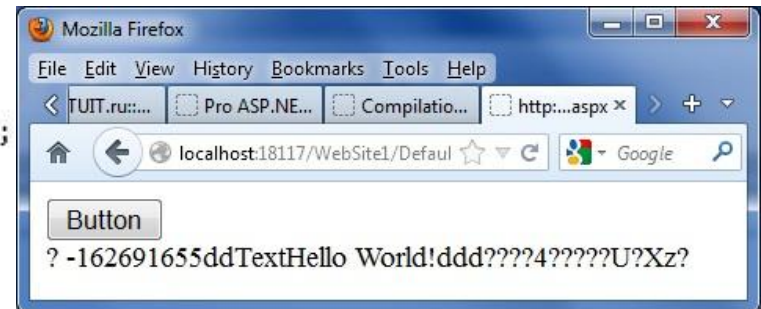 Mozilla Firefox
File Edit View History Bookmarks Tools Help
TUIT.ru::... Pro ASP.NE... Compilatio... http:...aspx ×
;
localhost:18117/WebSite1/Defaul Google
Button
? -162691655ddTextHello World!ddd????4?????U?Xz?